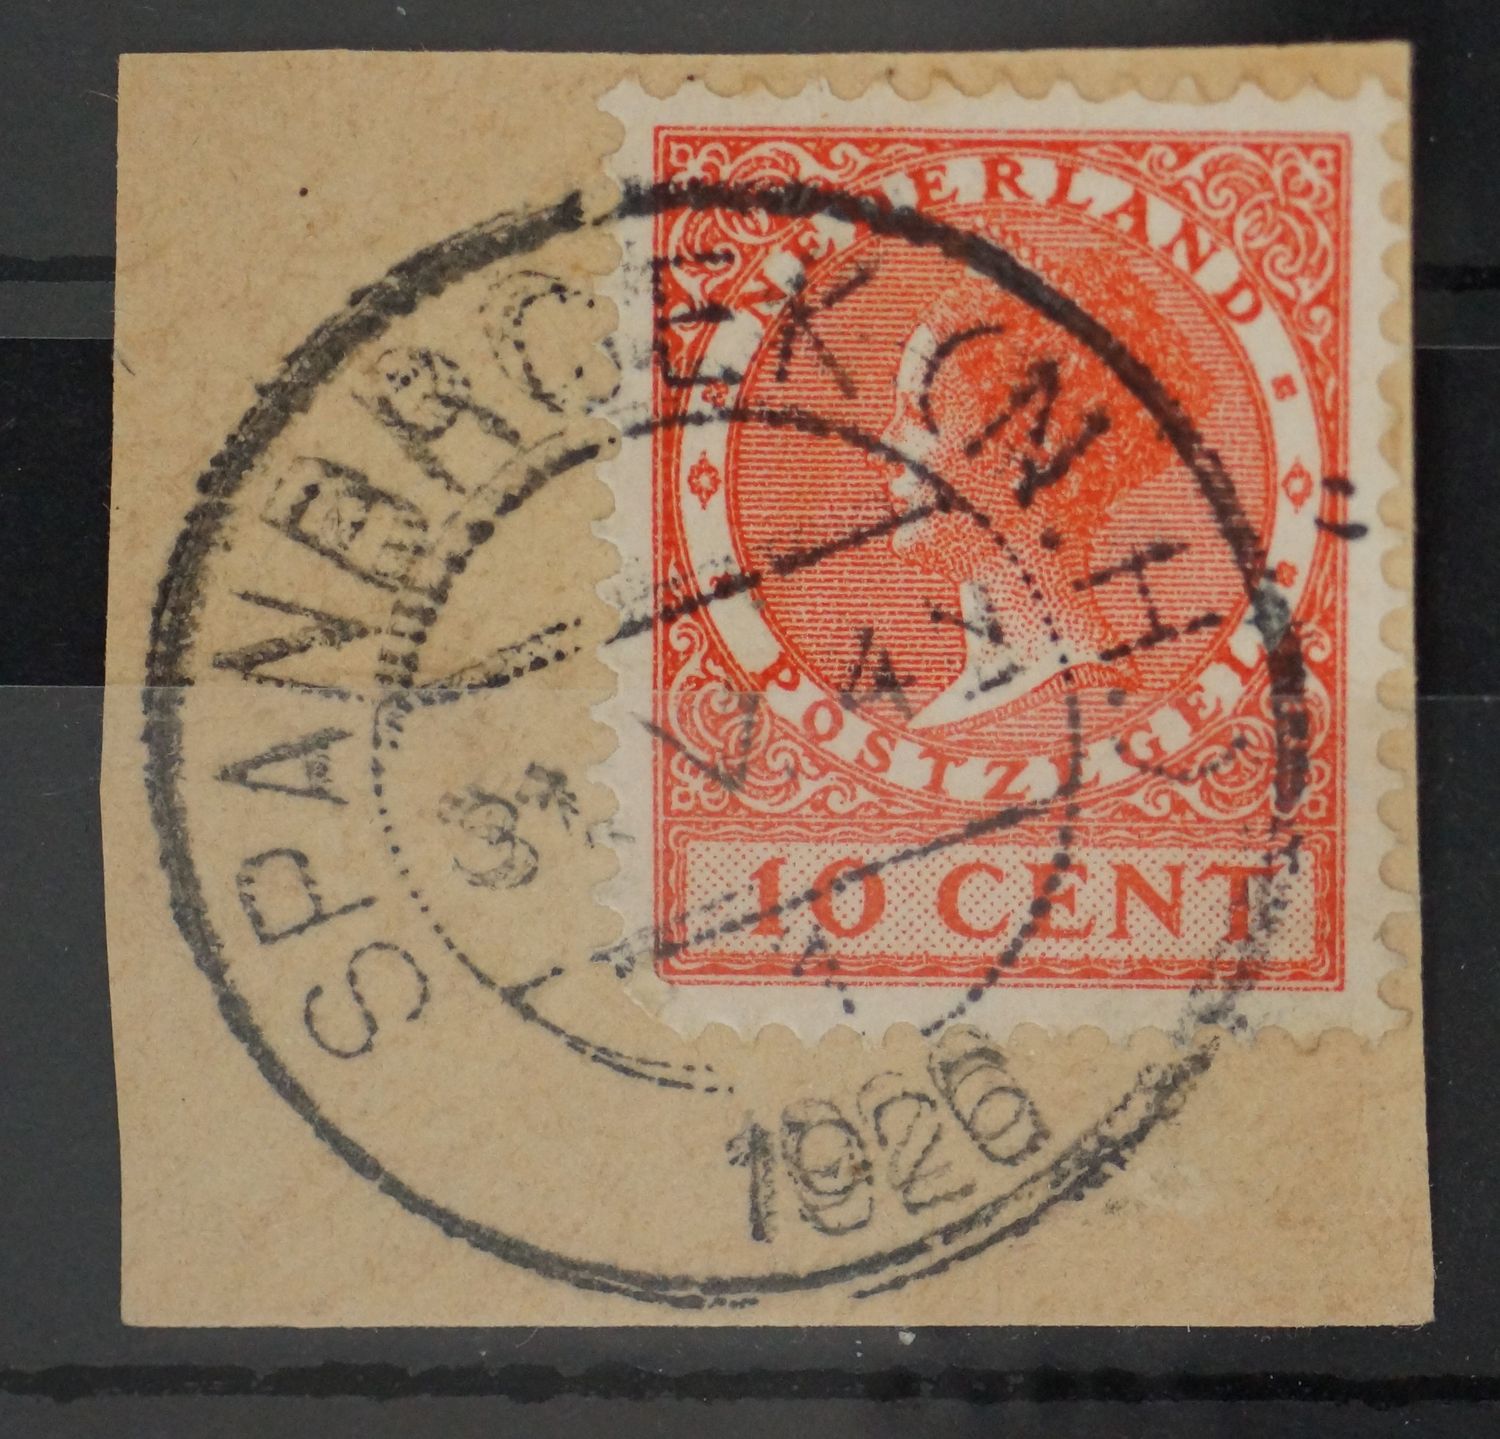 NEDERLAND
POSTZEGEL
10 CENT
SPANBROEK (N.H.)
1926